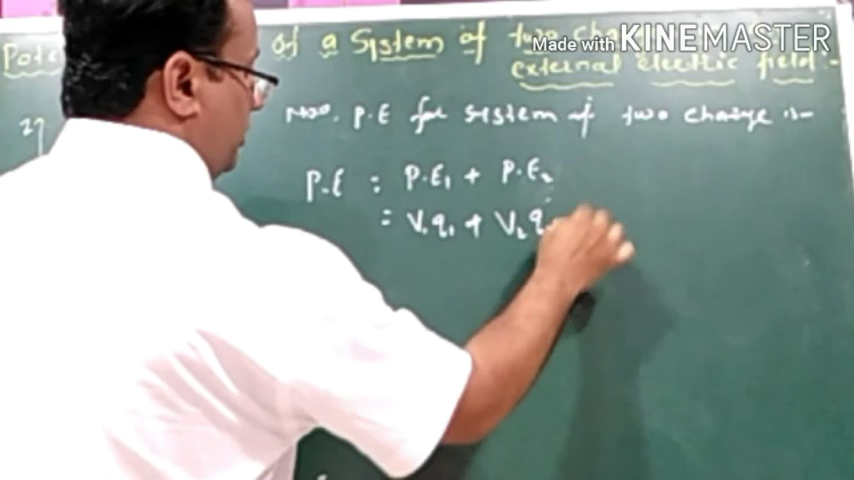 of a System of two
Made with KINEMASTER
external electric field :-
Now. P.E for system of two charge is-
P.E = P.E₁ + P.E₂
= V₁q₁ + V₂q